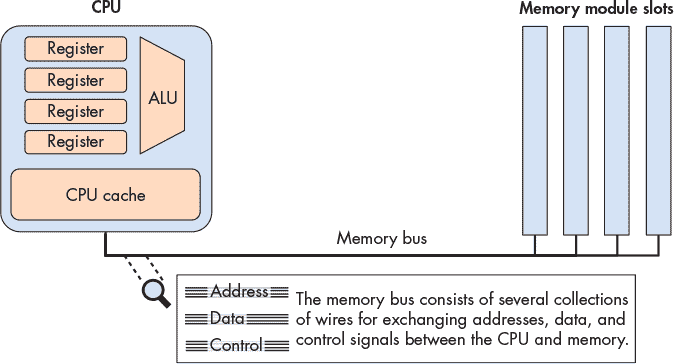 CPU
Memory module slots
Register
Register
Register
Register
ALU
CPU cache
Memory bus
Address
Data
Control
The memory bus consists of several collections
of wires for exchanging addresses, data, and
control signals between the CPU and memory.